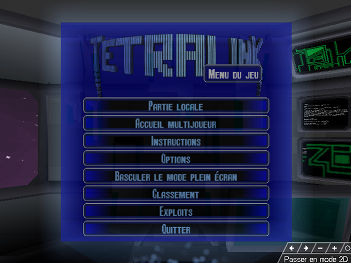 TETRALINK
MENU DU JEU
PARTIE LOCALE
ACCUEIL MULTIJOUEUR
INSTRUCTIONS
OPTIONS
BASCULER LE MODE PLEIN ÉCRAN
CLASSEMENT
EXPLOITS
QUITTER
Passer en mode 2D